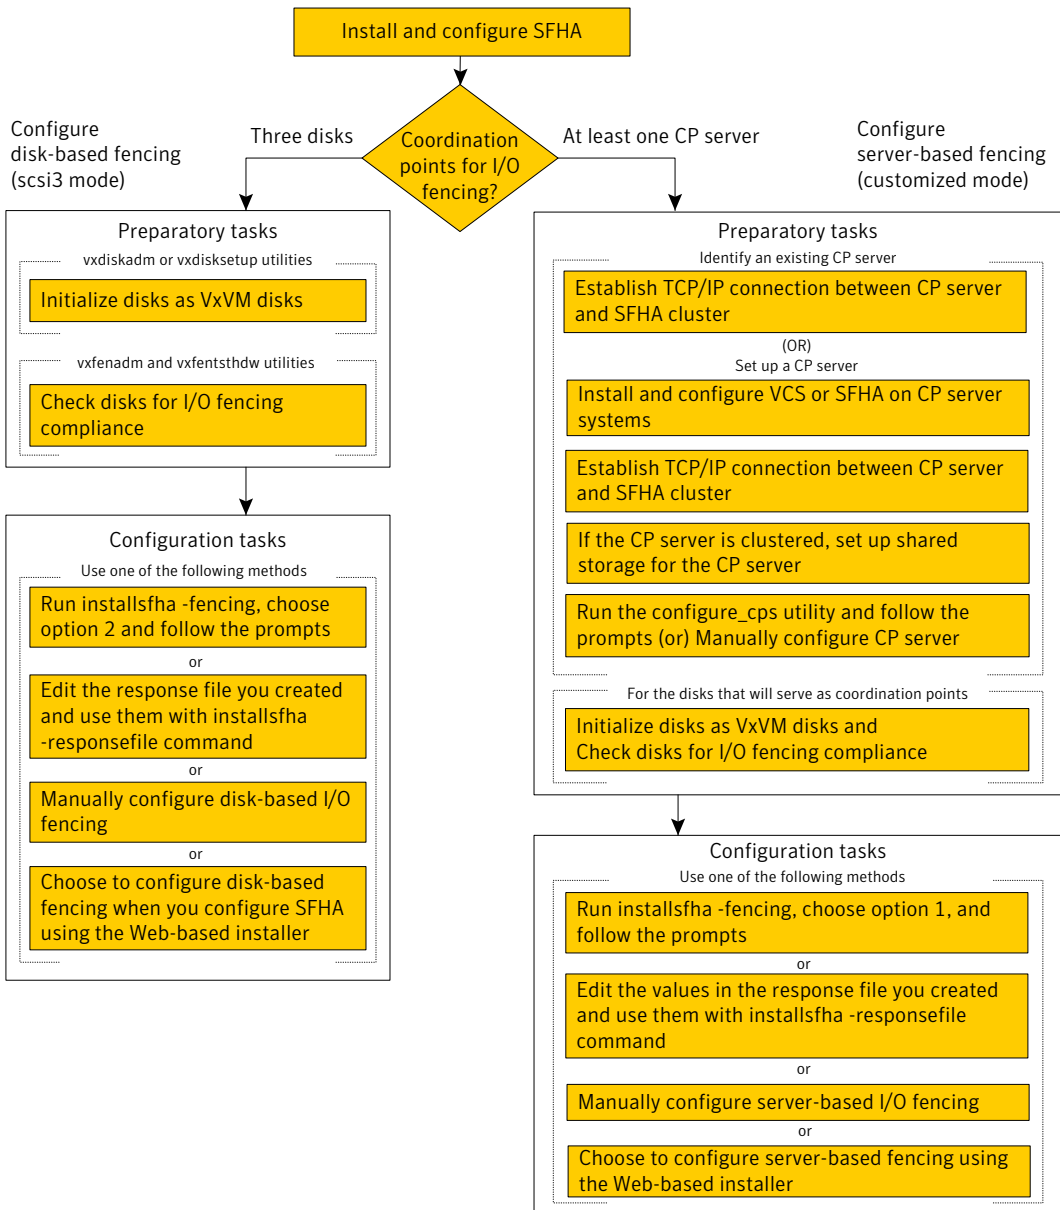 Install and configure SFHA
Coordination
points for I/O
fencing?
Three disks
At least one CP server
Configure
disk-based fencing
(scsi3 mode)
Preparatory tasks
vxdiskadm or vxdisksetup utilities
Initialize disks as VxVM disks
vxfenadm and vxfentsthdw utilities
Check disks for I/O fencing
compliance
Configuration tasks
Use one of the following methods
Run installsfha -fencing, choose
option 2 and follow the prompts
or
Edit the response file you created
and use them with installsfha
-responsefile command
or
Manually configure disk-based I/O
fencing
or
Choose to configure disk-based
fencing when you configure SFHA
using the Web-based installer
Configure
server-based fencing
(customized mode)
Preparatory tasks
Identify an existing CP server
Establish TCP/IP connection between CP server
and SFHA cluster
(OR)
Set up a CP server
Install and configure VCS or SFHA on CP server
systems
Establish TCP/IP connection between CP server
and SFHA cluster
If the CP server is clustered, set up shared
storage for the CP server
Run the configure_cps utility and follow the
prompts (or) Manually configure CP server
For the disks that will serve as coordination points
Initialize disks as VxVM disks and
Check disks for I/O fencing compliance
Configuration tasks
Use one of the following methods
Run installsfha -fencing, choose option 1, and
follow the prompts
or
Edit the values in the response file you created
and use them with installsfha -responsefile
command
or
Manually configure server-based I/O fencing
or
Choose to configure server-based fencing using
the Web-based installer